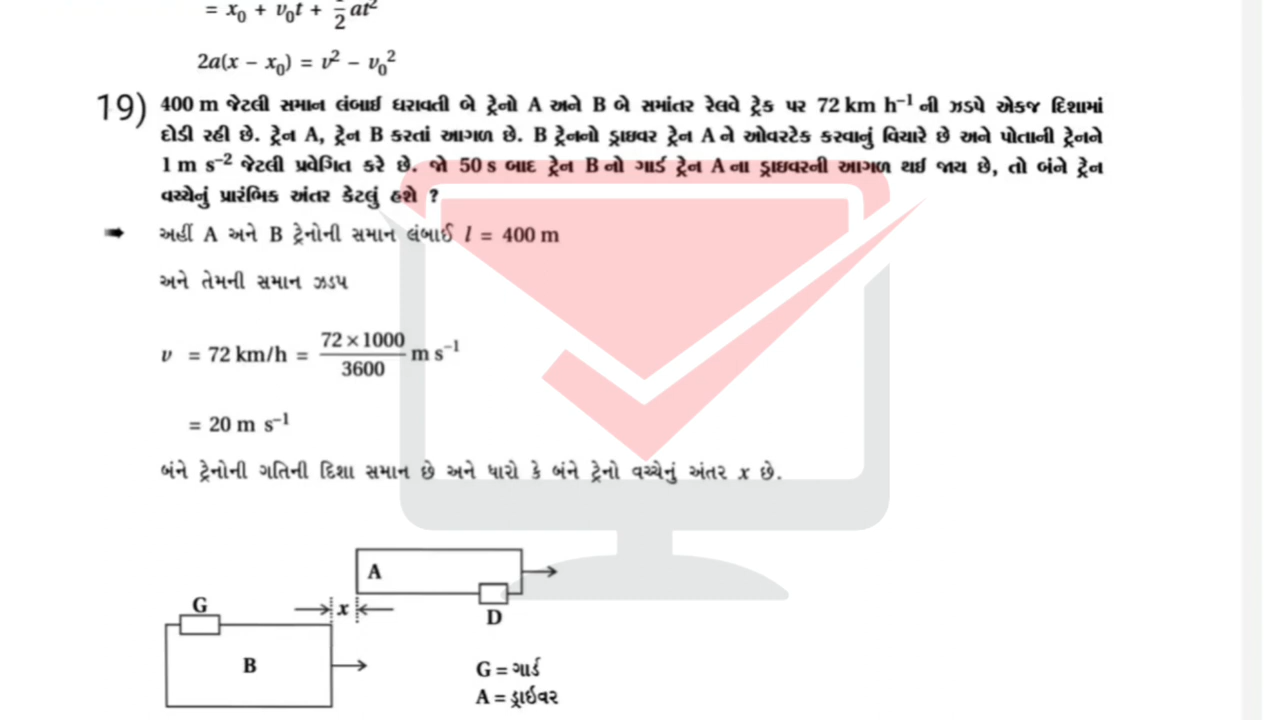 = x₀ + v₀t + 1/2 at²
2a(x − x₀) = v² − v₀²
19) 400 m જેટલી સમાન લંબાઈ ધરાવતી બે ટ્રેનો A અને B બે સમાંતર રેલવે ટ્રેક પર 72 km h⁻¹ ની ઝડપે એકજ દિશામાં
દોડી રહી છે. ટ્રેન A, ટ્રેન B કરતાં આગળ છે. B ટ્રેનનો ડ્રાઇવર ટ્રેન A ને ઓવરટેક કરવાનું વિચારે છે અને પોતાની ટ્રેનને
1 m s⁻² જેટલી પ્રવેગિત કરે છે. જો 50 s બાદ ટ્રેન B નો ગાર્ડ ટ્રેન A ના ડ્રાઇવરની આગળ થઈ જાય છે, તો બંને ટ્રેન
વચ્ચેનું પ્રારંભિક અંતર કેટલું હશે ?
➠ અહીં A અને B ટ્રેનોની સમાન લંબાઈ l = 400 m
અને તેમની સમાન ઝડપ
v = 72 km/h = 72×1000/3600 m s⁻¹
= 20 m s⁻¹
બંને ટ્રેનોની ગતિની દિશા સમાન છે અને ધારો કે બંને ટ્રેનો વચ્ચેનું અંતર x છે.
A
G
x
D
B
G = ગાર્ડ
A = ડ્રાઈવર